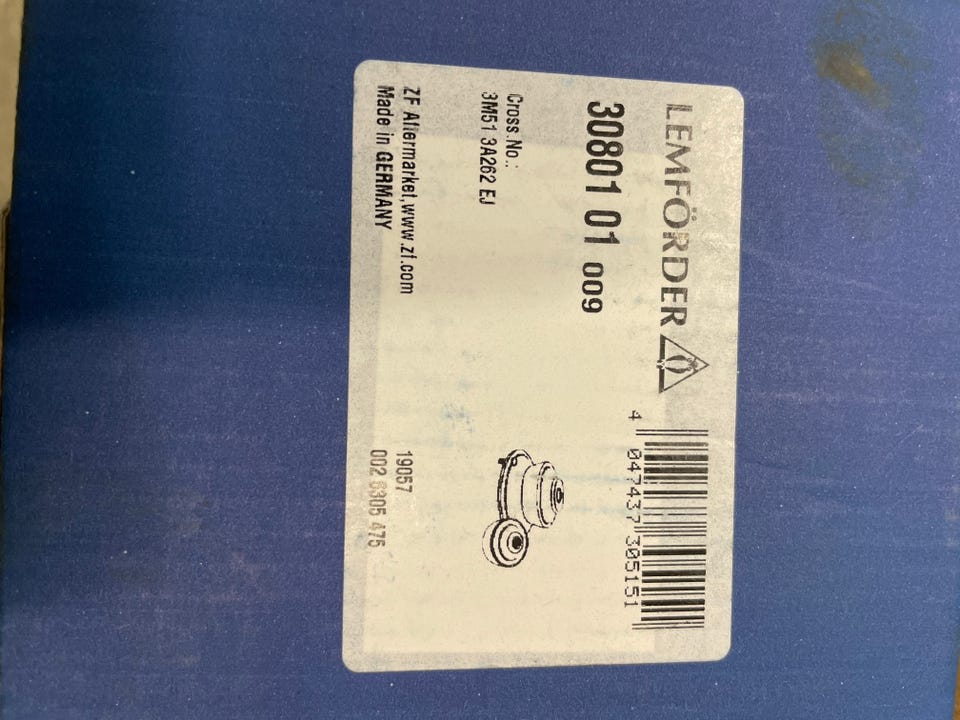 LEMFÖRDER
30801 01 009
4 047437 305151
Cross.No.:
3M51 3A262 EJ
ZF Aftermarket,www.zf.com
Made in GERMANY
19057
002 6305 475